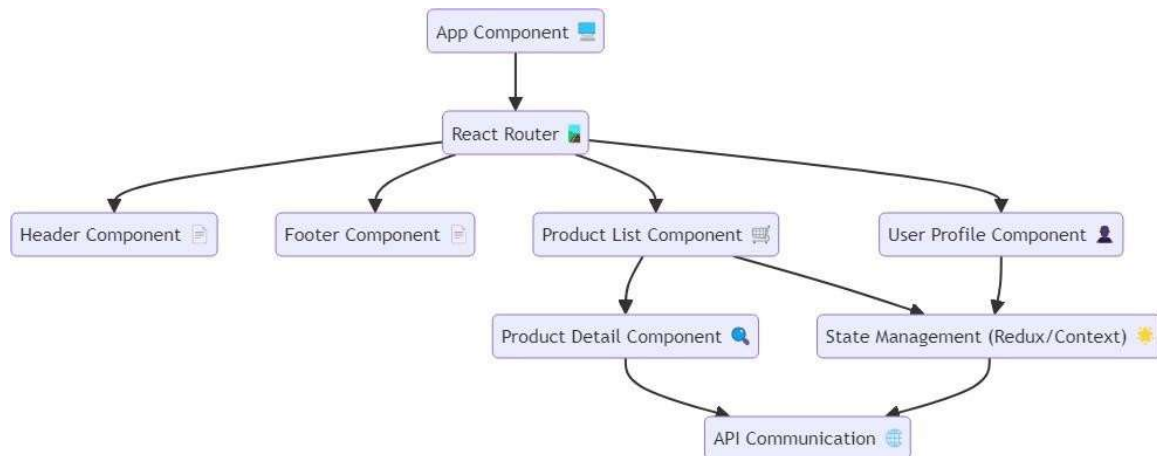 App Component
React Router
Header Component
Footer Component
Product List Component
User Profile Component
Product Detail Component
State Management (Redux/Context)
API Communication